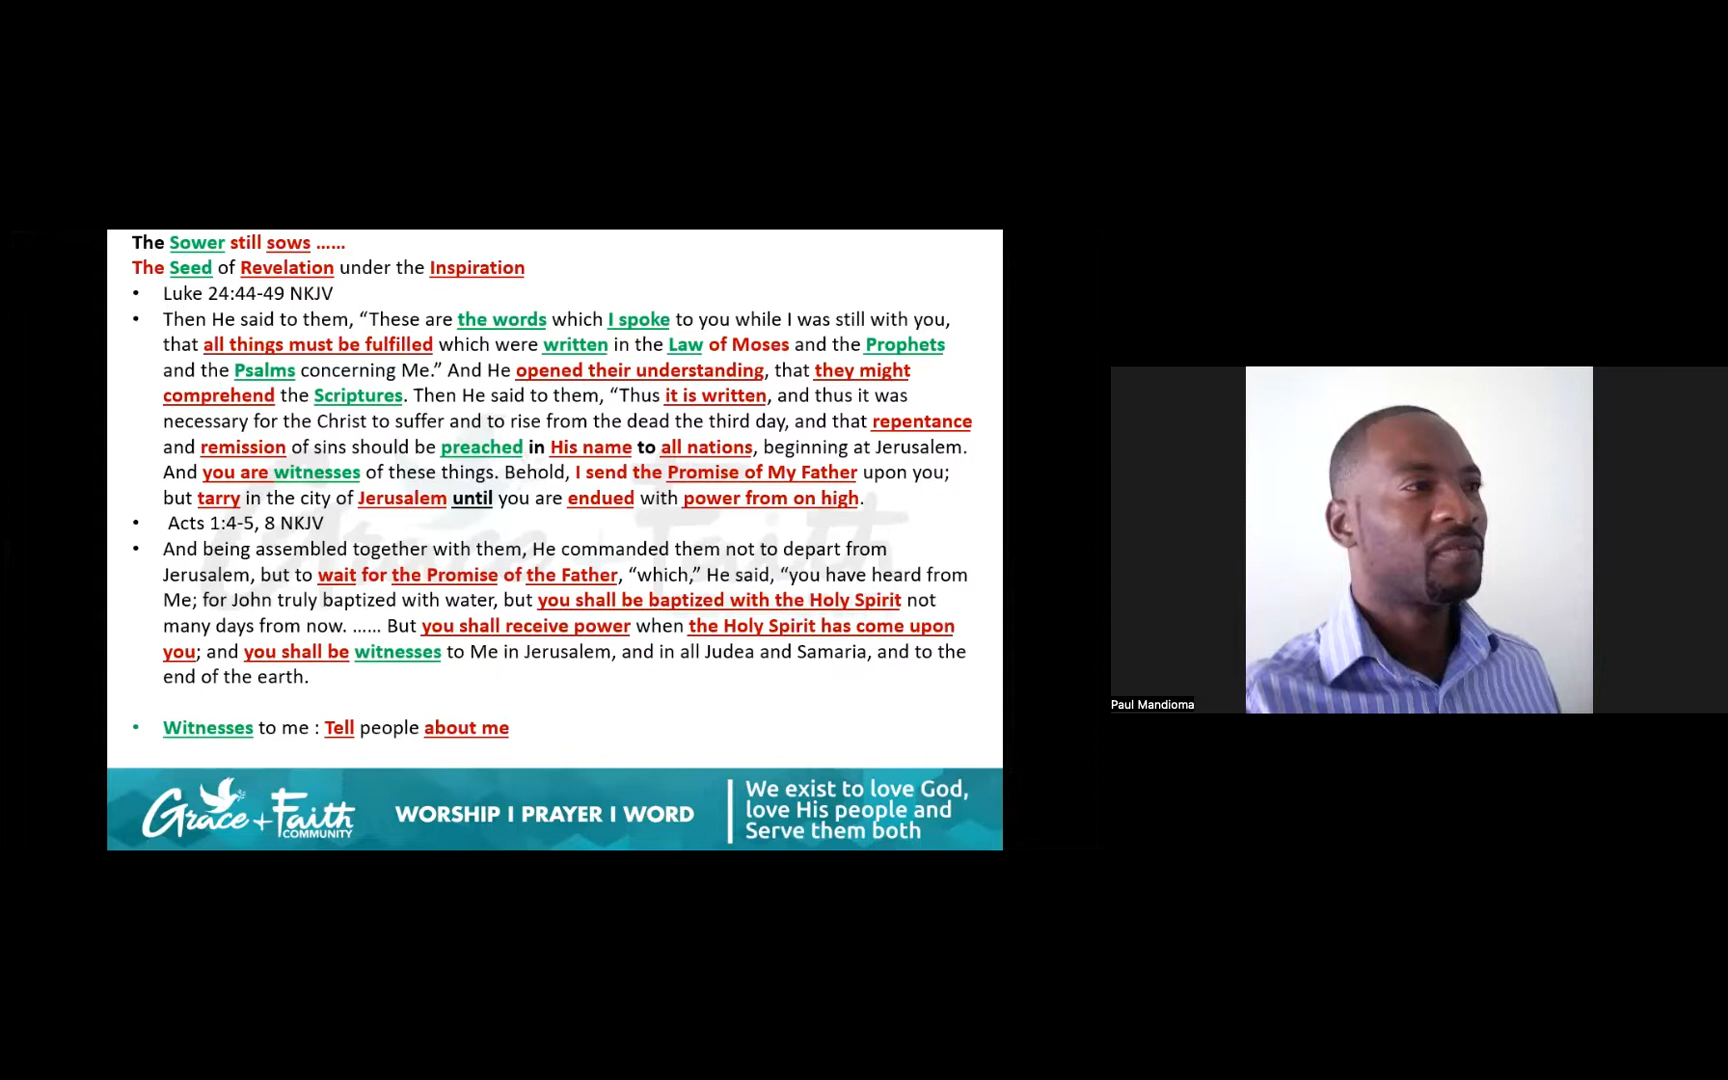 The Sower still sows ......
The Seed of Revelation under the Inspiration
• Luke 24:44-49 NKJV
• Then He said to them, “These are the words which I spoke to you while I was still with you,
that all things must be fulfilled which were written in the Law of Moses and the Prophets
and the Psalms concerning Me.” And He opened their understanding, that they might
comprehend the Scriptures. Then He said to them, “Thus it is written, and thus it was
necessary for the Christ to suffer and to rise from the dead the third day, and that repentance
and remission of sins should be preached in His name to all nations, beginning at Jerusalem.
And you are witnesses of these things. Behold, I send the Promise of My Father upon you;
but tarry in the city of Jerusalem until you are endued with power from on high.
• Acts 1:4-5, 8 NKJV
• And being assembled together with them, He commanded them not to depart from
Jerusalem, but to wait for the Promise of the Father, “which,” He said, “you have heard from
Me; for John truly baptized with water, but you shall be baptized with the Holy Spirit not
many days from now. ...... But you shall receive power when the Holy Spirit has come upon
you; and you shall be witnesses to Me in Jerusalem, and in all Judea and Samaria, and to the
end of the earth.
• Witnesses to me : Tell people about me
Grace + Faith
COMMUNITY
WORSHIP I PRAYER I WORD
We exist to love God,
love His people and
Serve them both
Paul Mandioma